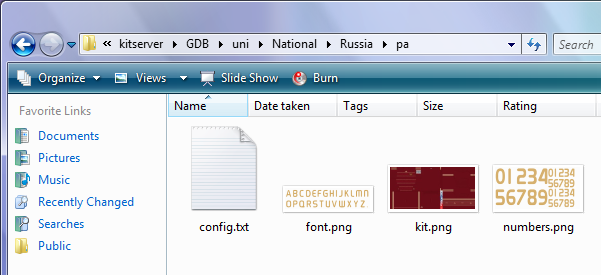 « kitserver ▸ GDB ▸ uni ▸ National ▸ Russia ▸ pa
Search
Organize Views Slide Show Burn
Favorite Links
Documents
Pictures
Music
Recently Changed
Searches
Public
Name Date taken Tags Size Rating
ABCDEFGHIJKLMN
OPQRSTUVWXYZ
01234 01234
56789
56789 01234
56789
config.txt font.png kit.png numbers.png